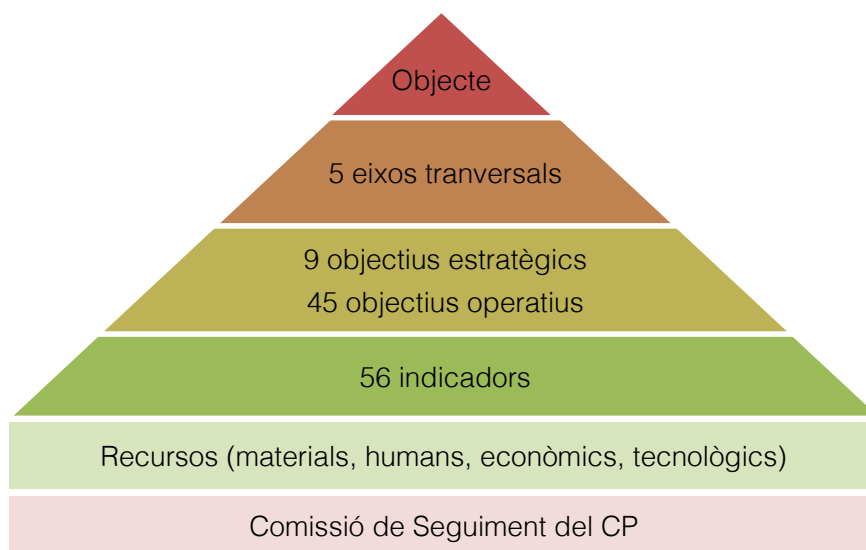 Objecte
5 eixos tranversals
9 objectius estratègics
45 objectius operatius
56 indicadors
Recursos (materials, humans, econòmics, tecnològics)
Comissió de Seguiment del CP